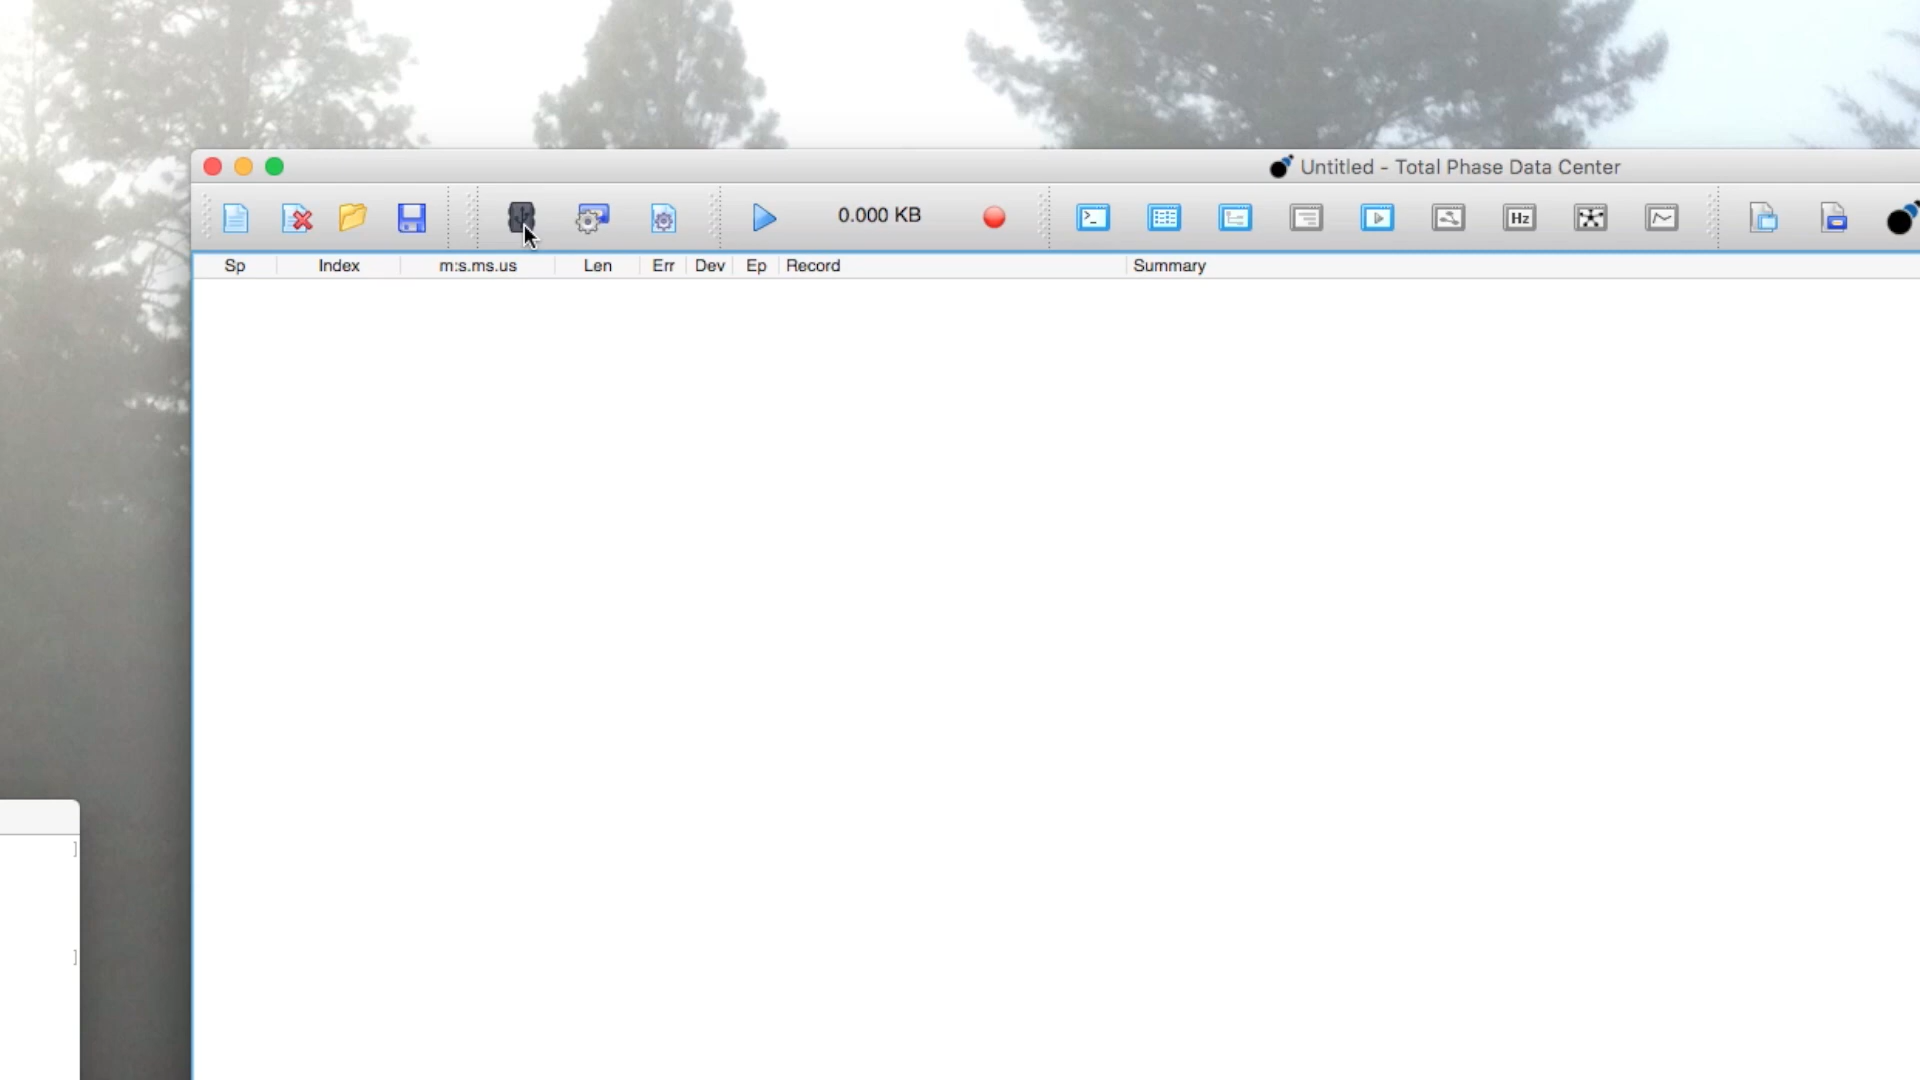 Untitled - Total Phase Data Center
0.000 KB
Hz
Sp Index m:s.ms.us Len Err Dev Ep Record Summary
]
]